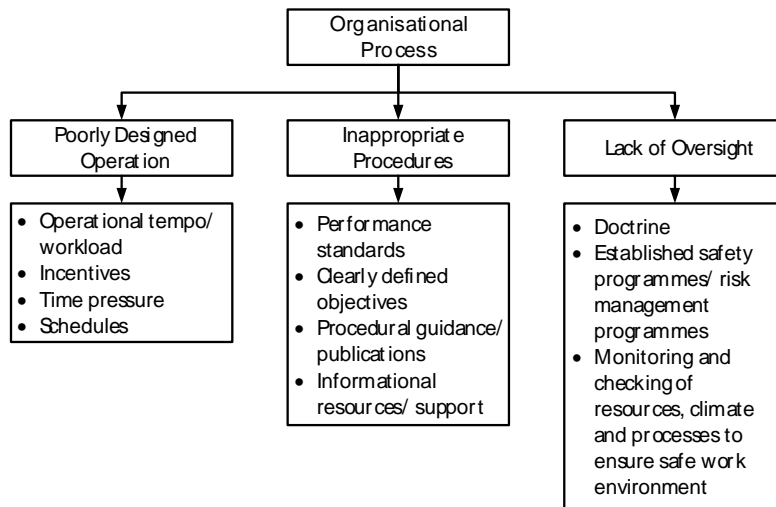 Organisational
Process
Poorly Designed
Operation
Inappropriate
Procedures
Lack of Oversight
• Operational tempo/
workload
• Incentives
• Time pressure
• Schedules
• Performance
standards
• Clearly defined
objectives
• Procedural guidance/
publications
• Informational
resources/ support
• Doctrine
• Established safety
programmes/ risk
management
programmes
• Monitoring and
checking of
resources, climate
and processes to
ensure safe work
environment